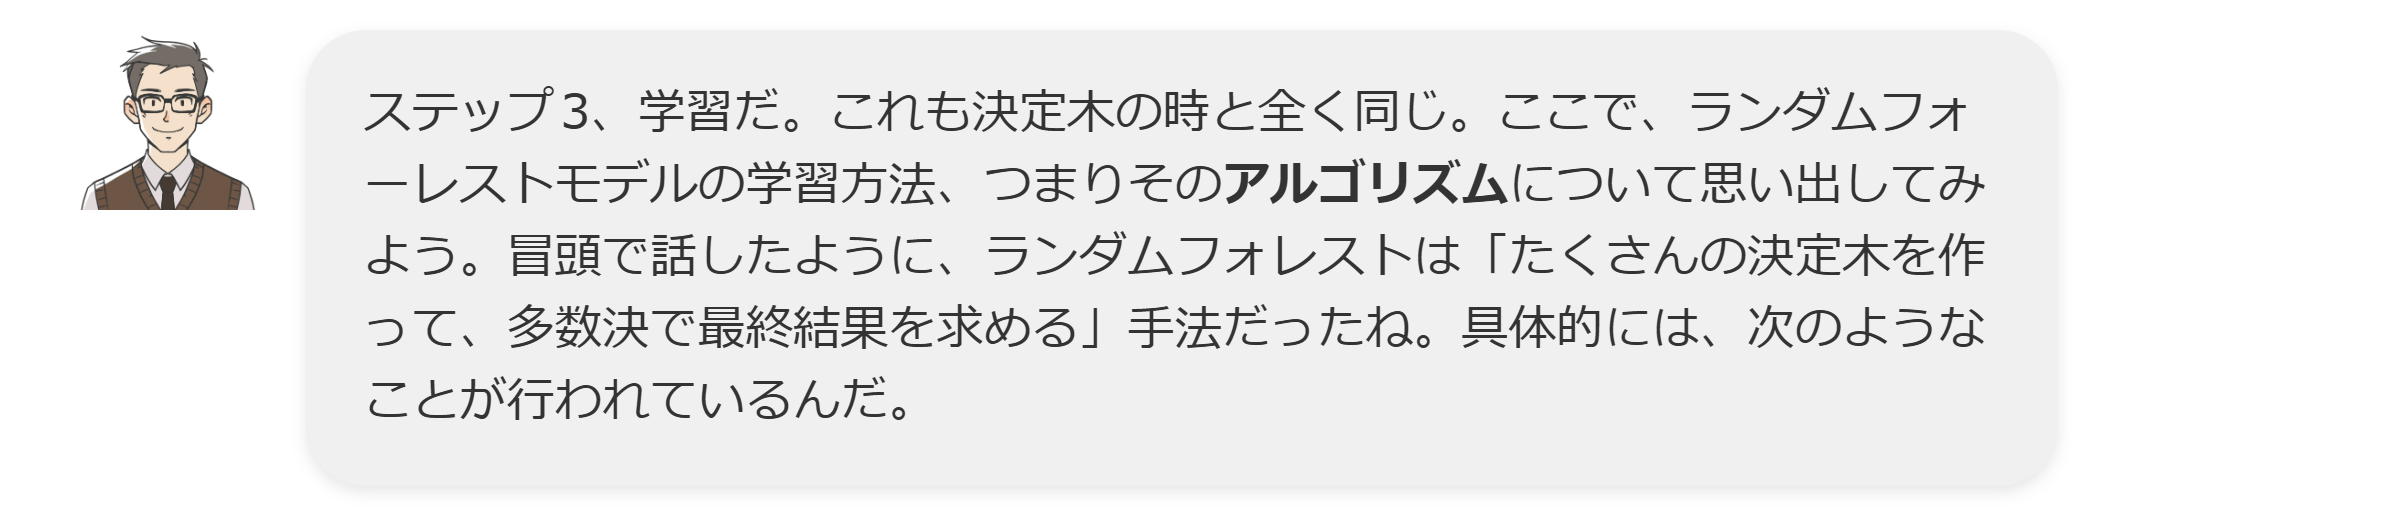 ステップ3、学習だ。これも決定木の時と全く同じ。ここで、ランダムフォ
ーレストモデルの学習方法、つまりそのアルゴリズムについて思い出してみ
よう。冒頭で話したように、ランダムフォレストは「たくさんの決定木を作
って、多数決で最終結果を求める」手法だったね。具体的には、次のような
ことが行われているんだ。